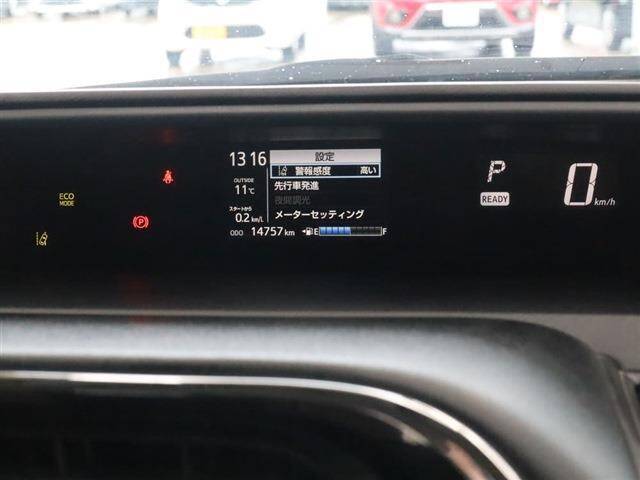 ECO
MODE
13 16
OUTSIDE
11℃
スタートから
0.2 km/L
ODO 14757 km
設定
警報感度 高い
先行車発進
夜間調光
メーターセッティング
E F
P
READY
0 km/h